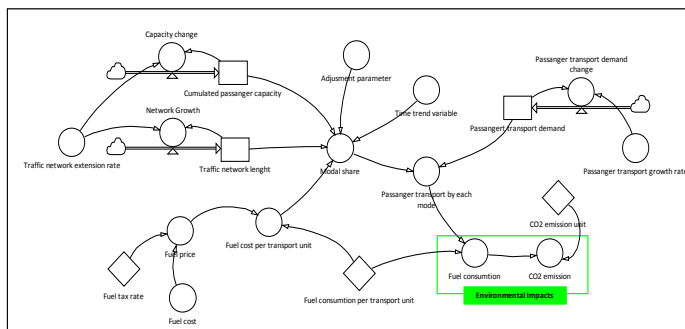 Capacity change
Cumulated passanger capacity
Adjusment parameter
Passenger transport demand
change
Network Growth
Time trend variable
Passangert transport demand
Traffic network extension rate
Traffic network lenght
Modal share
Passenger transport growth rate
Passanger transport by each
mode
CO2 emission unit
Fuel price
Fuel cost per transport unit
Fuel tax rate
Fuel cost
Fuel consumtion per transport unit
Fuel consumtion
CO2 emission
Environmental impacts